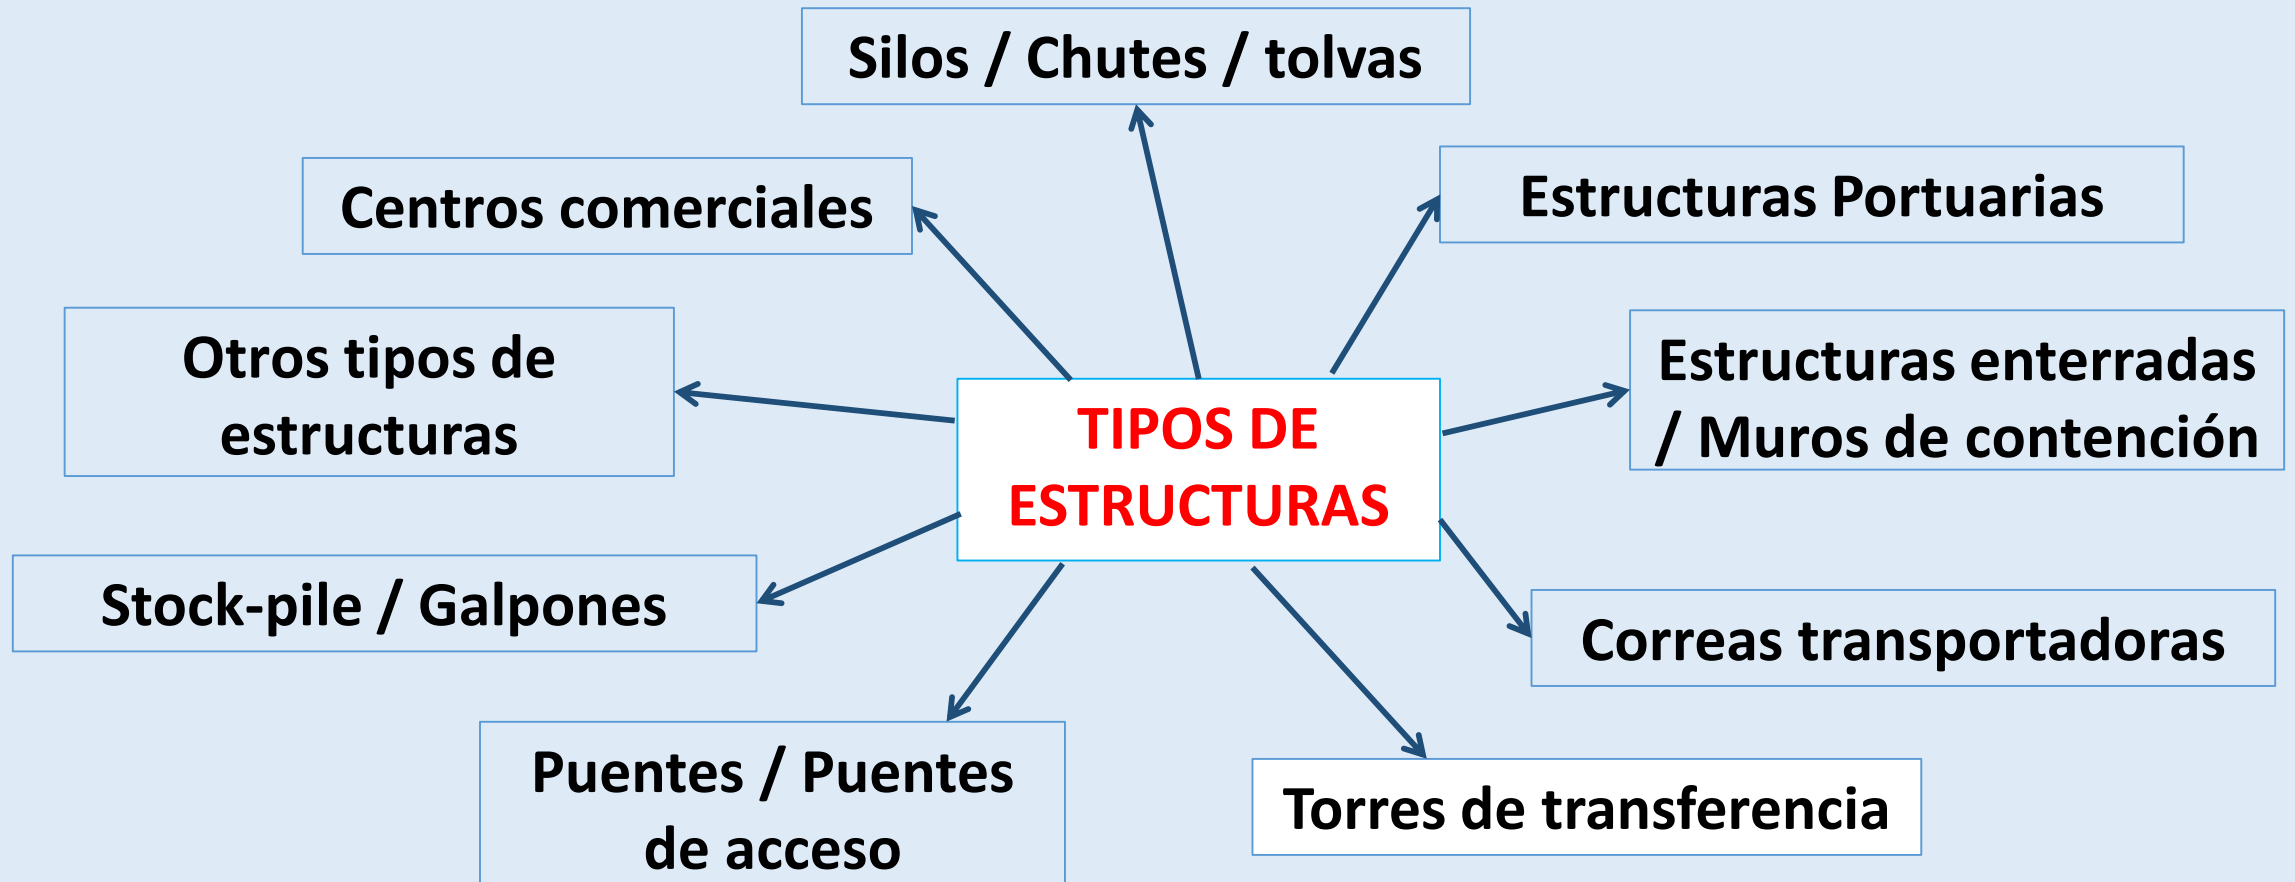 Silos / Chutes / tolvas
Centros comerciales
Estructuras Portuarias
Otros tipos de
estructuras
TIPOS DE
ESTRUCTURAS
Estructuras enterradas
/ Muros de contención
Stock-pile / Galpones
Correas transportadoras
Puentes / Puentes
de acceso
Torres de transferencia